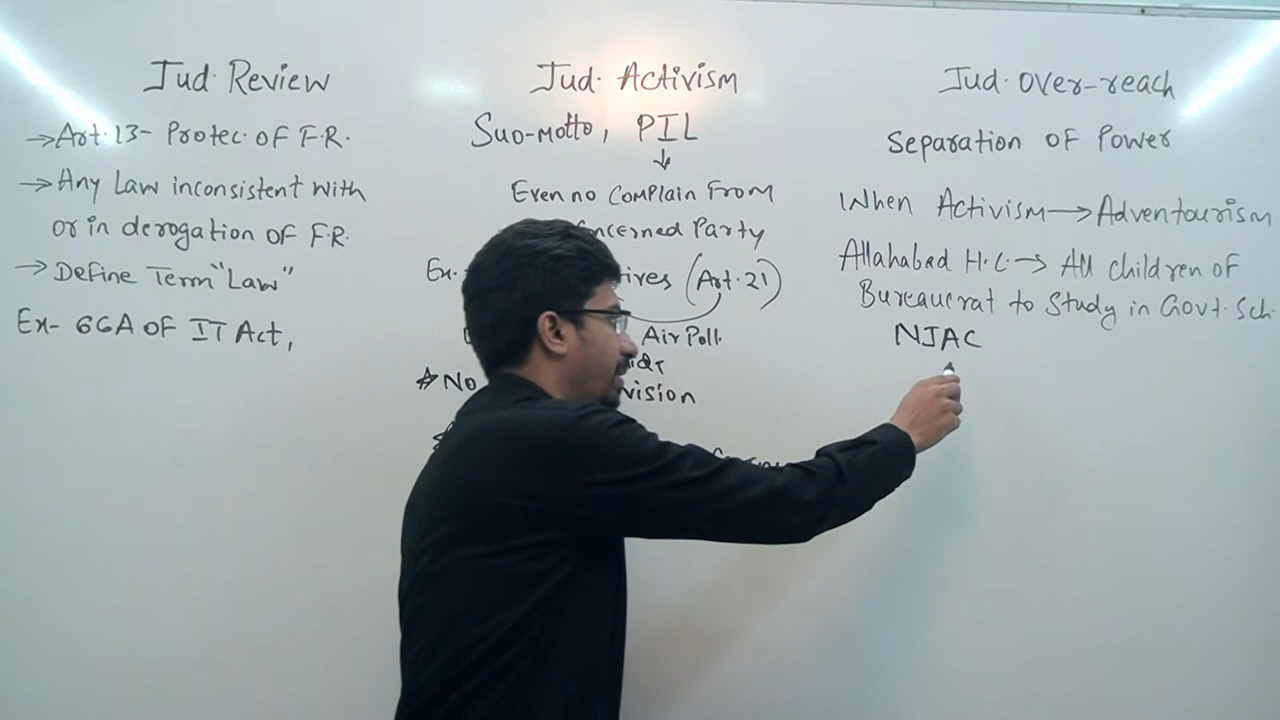 Jud. Review
→ Art. 13- Protec. of F.R.
→ Any Law inconsistent with
or in derogation of F.R.
→ Define Term "Law"
Ex- 66A of IT Act,
Jud. Activism
Suo-motto, PIL
↓
Even no complain From
Party
Ex. (Art. 21)
Air Poll.
☆ No vision
Jud. over-reach
Separation of Power
When Activism → Adventourism
Allahabad H.C. → All children of
Bureaucrat to Study in Govt. Sch.
NJAC